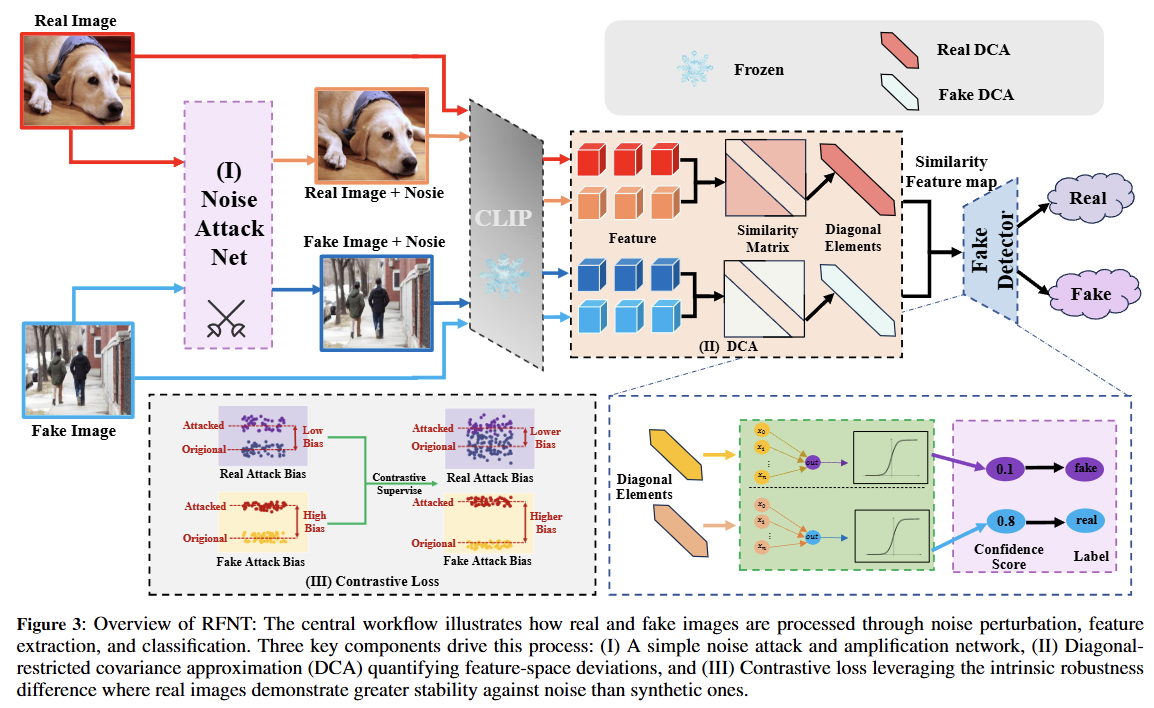 Real Image
(I)
Noise
Attack
Net
Real Image + Nosie
Fake Image + Nosie
Fake Image
CLIP
Frozen
Real DCA
Fake DCA
Feature
Similarity
Matrix
Diagonal
Elements
(II) DCA
Similarity
Feature map
Fake
Detector
Real
Fake
Attacked
Origional
Low
Bias
Real Attack Bias
Attacked
Origional
High
Bias
Fake Attack Bias
Contrastive
Supervise
Attacked
Origional
Lower
Bias
Real Attack Bias
Attacked
Original
Higher
Bias
Fake Attack Bias
(III) Contrastive Loss
Diagonal
Elements
x₀
x₁
⋮
xₙ
out
x₀
x₁
⋮
xₙ
out
0.1
fake
0.8
real
Confidence
Score
Label
Figure 3: Overview of RFNT: The central workflow illustrates how real and fake images are processed through noise perturbation, feature
extraction, and classification. Three key components drive this process: (I) A simple noise attack and amplification network, (II) Diagonal-
restricted covariance approximation (DCA) quantifying feature-space deviations, and (III) Contrastive loss leveraging the intrinsic robustness
difference where real images demonstrate greater stability against noise than synthetic ones.